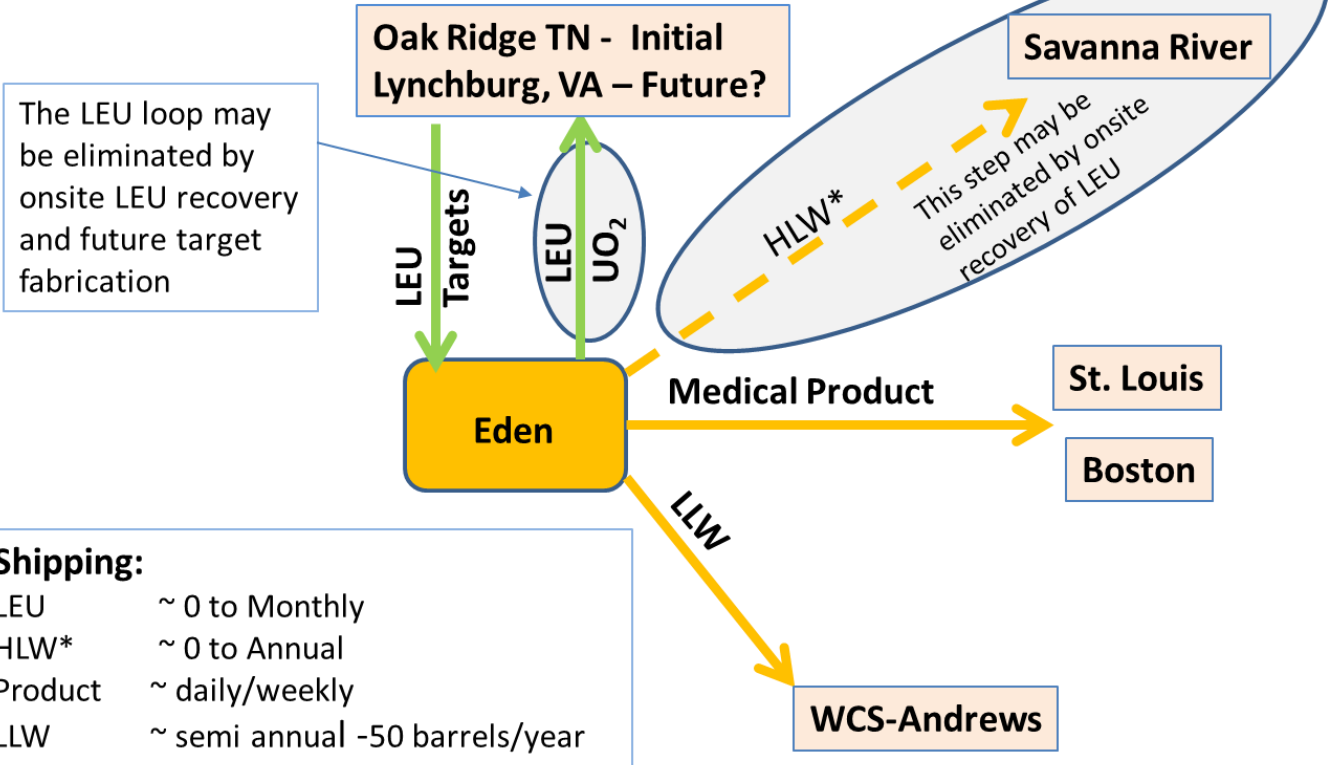 Oak Ridge TN - Initial
Lynchburg, VA – Future?
Savanna River
The LEU loop may
be eliminated by
onsite LEU recovery
and future target
fabrication
LEU
Targets
LEU
UO₂
HLW*
This step may be
eliminated by onsite
recovery of LEU
Eden
Medical Product
St. Louis
Boston
LLW
WCS-Andrews
Shipping:
LEU ~ 0 to Monthly
HLW* ~ 0 to Annual
Product ~ daily/weekly
LLW ~ semi annual -50 barrels/year